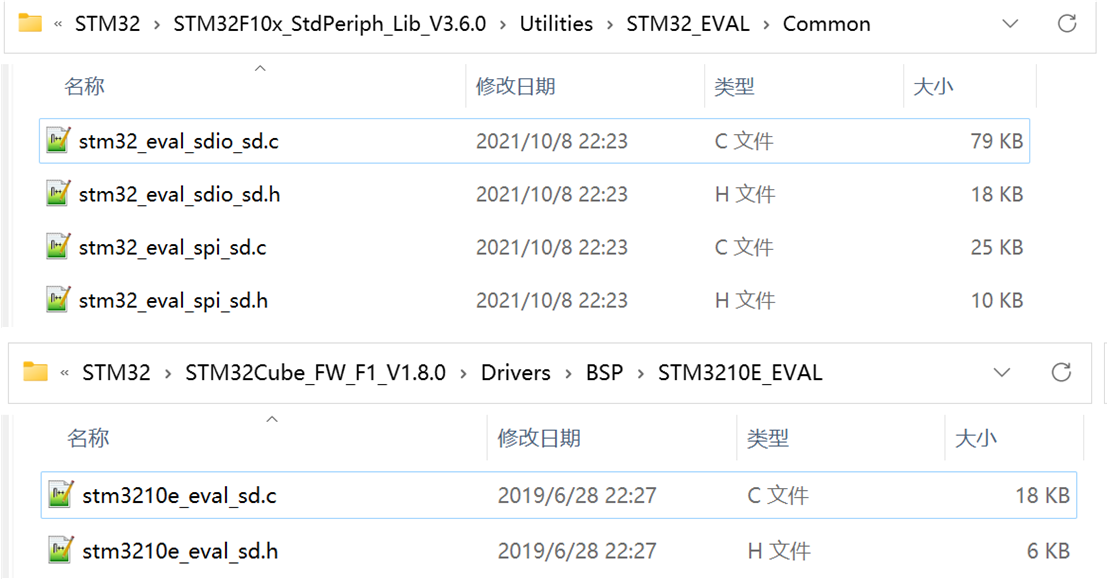 « STM32 › STM32F10x_StdPeriph_Lib_V3.6.0 › Utilities › STM32_EVAL › Common
名称 修改日期 类型 大小
stm32_eval_sdio_sd.c 2021/10/8 22:23 C 文件 79 KB
stm32_eval_sdio_sd.h 2021/10/8 22:23 H 文件 18 KB
stm32_eval_spi_sd.c 2021/10/8 22:23 C 文件 25 KB
stm32_eval_spi_sd.h 2021/10/8 22:23 H 文件 10 KB
« STM32 › STM32Cube_FW_F1_V1.8.0 › Drivers › BSP › STM3210E_EVAL
名称 修改日期 类型 大小
stm3210e_eval_sd.c 2019/6/28 22:27 C 文件 18 KB
stm3210e_eval_sd.h 2019/6/28 22:27 H 文件 6 KB